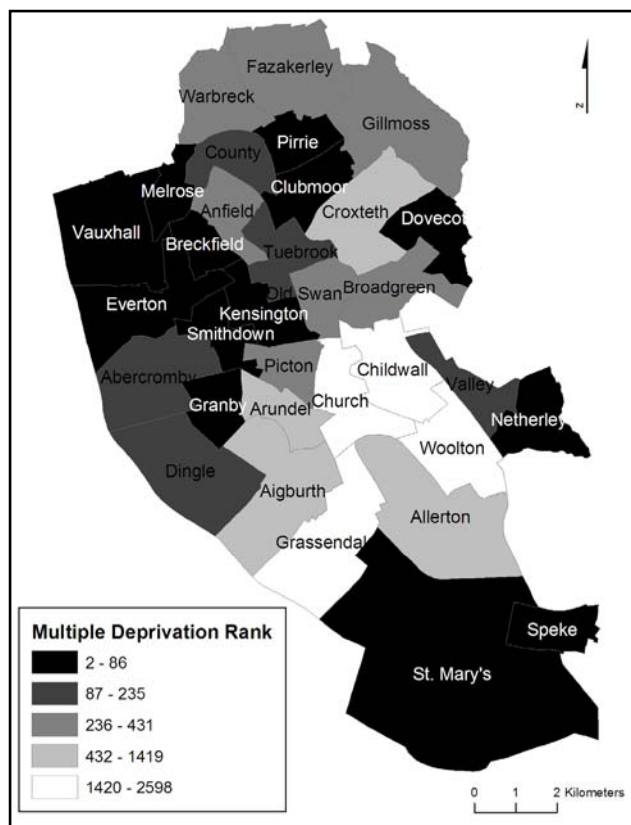 Fazakerley
Warbreck
Gillmoss
Pirrie
County
Melrose
Clubmoor
Anfield
Croxteth
Dovecot
Vauxhall
Breckfield
Tuebrook
Old Swan
Broadgreen
Everton
Kensington
Smithdown
Picton
Childwall
Abercromby
Valley
Granby
Arundel
Church
Netherley
Woolton
Dingle
Aigburth
Allerton
Grassendal
Speke
St. Mary's
z
Multiple Deprivation Rank
2 - 86
87 - 235
236 - 431
432 - 1419
1420 - 2598
0 1 2 Kilometers